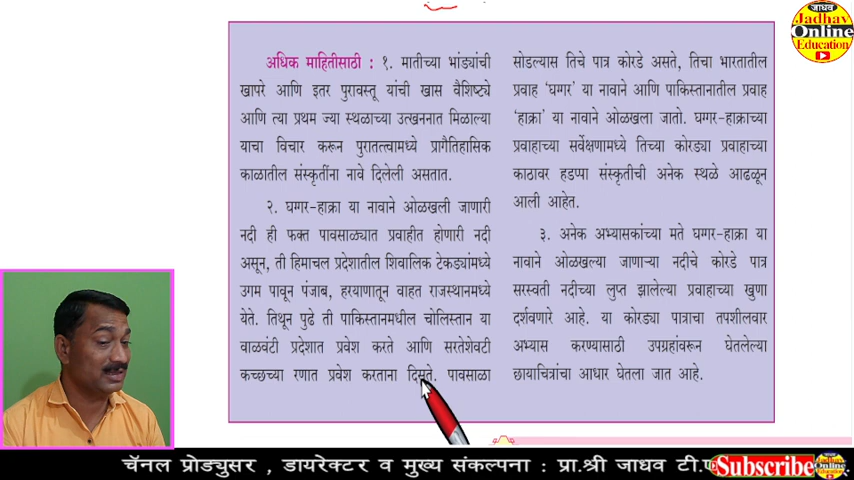 जाधव
Jadhav
Online
Education
अधिक माहितीसाठी : १. मातीच्या भांड्यांची
खापरे आणि इतर पुरावस्तू यांची खास वैशिष्ट्ये
आणि त्या प्रथम ज्या स्थळाच्या उत्खननात मिळाल्या
याचा विचार करून पुरातत्त्वामध्ये प्रागैतिहासिक
काळातील संस्कृतींना नावे दिलेली असतात.
२. घग्गर-हाक्रा या नावाने ओळखली जाणारी
नदी ही फक्त पावसाळ्यात प्रवाहीत होणारी नदी
असून, ती हिमाचल प्रदेशातील शिवालिक टेकड्यांमध्ये
उगम पावून पंजाब, हरयाणातून वाहत राजस्थानमध्ये
येते. तिथून पुढे ती पाकिस्तानमधील चोलिस्तान या
वाळवंटी प्रदेशात प्रवेश करते आणि सरतेशेवटी
कच्छच्या रणात प्रवेश करताना दिसते. पावसाळा
सोडल्यास तिचे पात्र कोरडे असते, तिचा भारतातील
प्रवाह ‘घग्गर’ या नावाने आणि पाकिस्तानातील प्रवाह
‘हाक्रा’ या नावाने ओळखला जातो. घग्गर-हाक्राच्या
प्रवाहाच्या सर्वेक्षणामध्ये तिच्या कोरड्या प्रवाहाच्या
काठावर हडप्पा संस्कृतीची अनेक स्थळे आढळून
आली आहेत.
३. अनेक अभ्यासकांच्या मते घग्गर-हाक्रा या
नावाने ओळखल्या जाणाऱ्या नदीचे कोरडे पात्र
सरस्वती नदीच्या लुप्त झालेल्या प्रवाहाच्या खुणा
दर्शवणारे आहे. या कोरड्या पात्राचा तपशीलवार
अभ्यास करण्यासाठी उपग्रहांवरून घेतलेल्या
छायाचित्रांचा आधार घेतला जात आहे.
चॅनल प्रोड्युसर , डायरेक्टर व मुख्य संकल्पना : प्रा.श्री जाधव टी.
Subscribe
Jadhav
Online